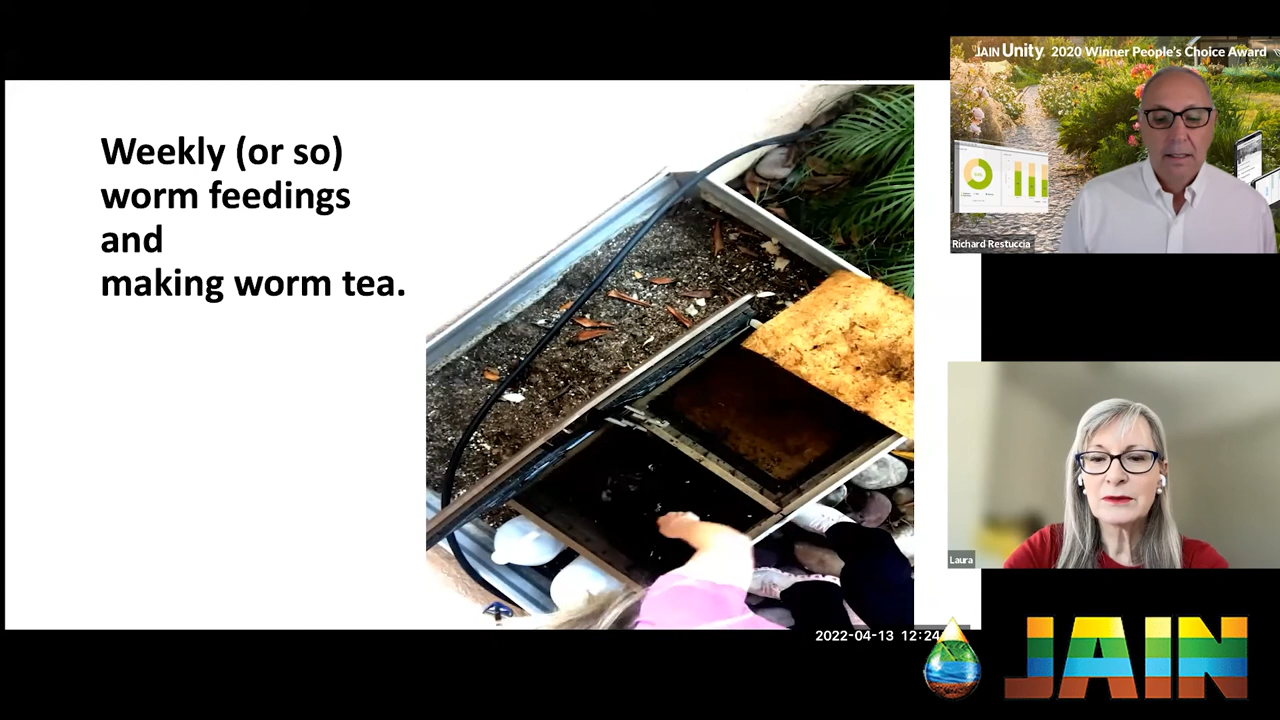 Weekly (or so)
worm feedings
and
making worm tea.
JAIN Unity. 2020 Winner People's Choice Award
Richard Restuccia
Laura
2022-04-13 12:24
JAIN